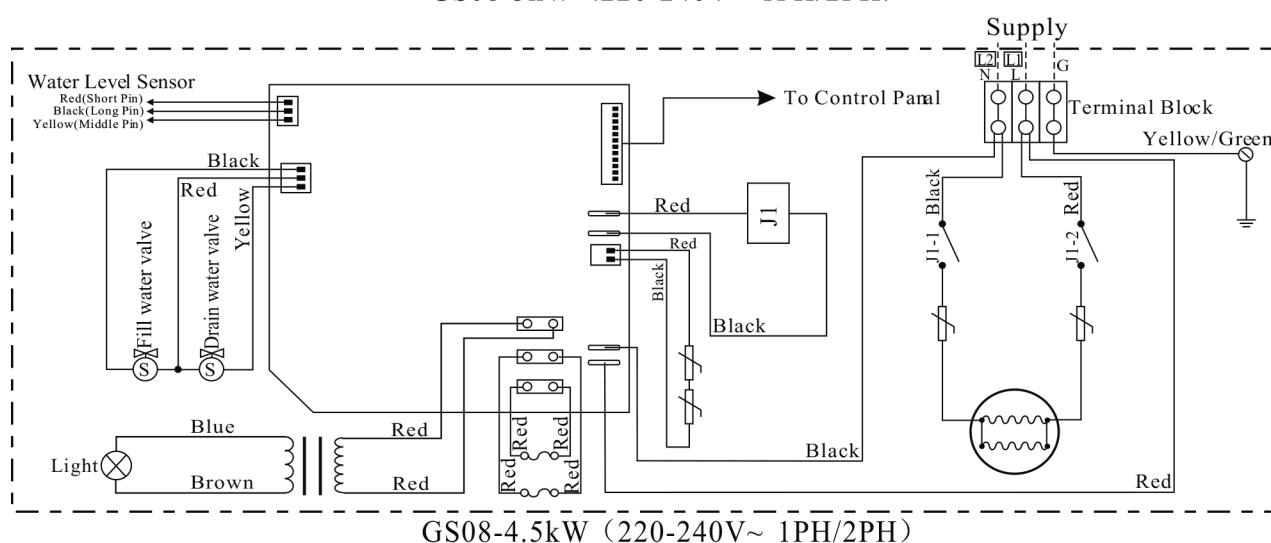 Supply
L2 L1 G
N L
Water Level Sensor
Red(Short Pin)
Black(Long Pin)
Yellow(Middle Pin)
To Control Panal
Terminal Block
Yellow/Green
Black
Red
Yellow
Red
J1
Red
Black
Black
Black
Red
J1-1
J1-2
Fill water valve
Drain water valve
S
S
Blue
Red
Light
Brown
Red
Red
Red
Red
Red
Black
Red
GS08-4.5kW (220-240V~ 1PH/2PH)